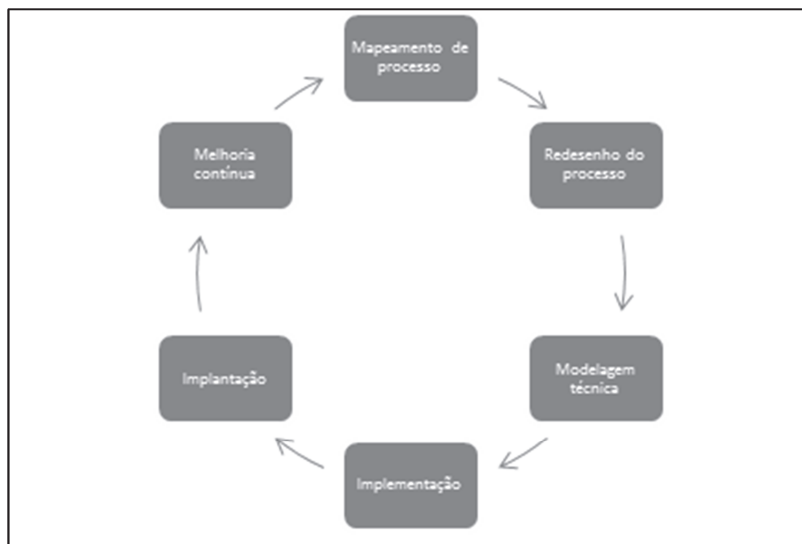 Mapeamento de
processo
Redesenho do
processo
Modelagem
técnica
Implementação
Implantação
Melhoria
contínua